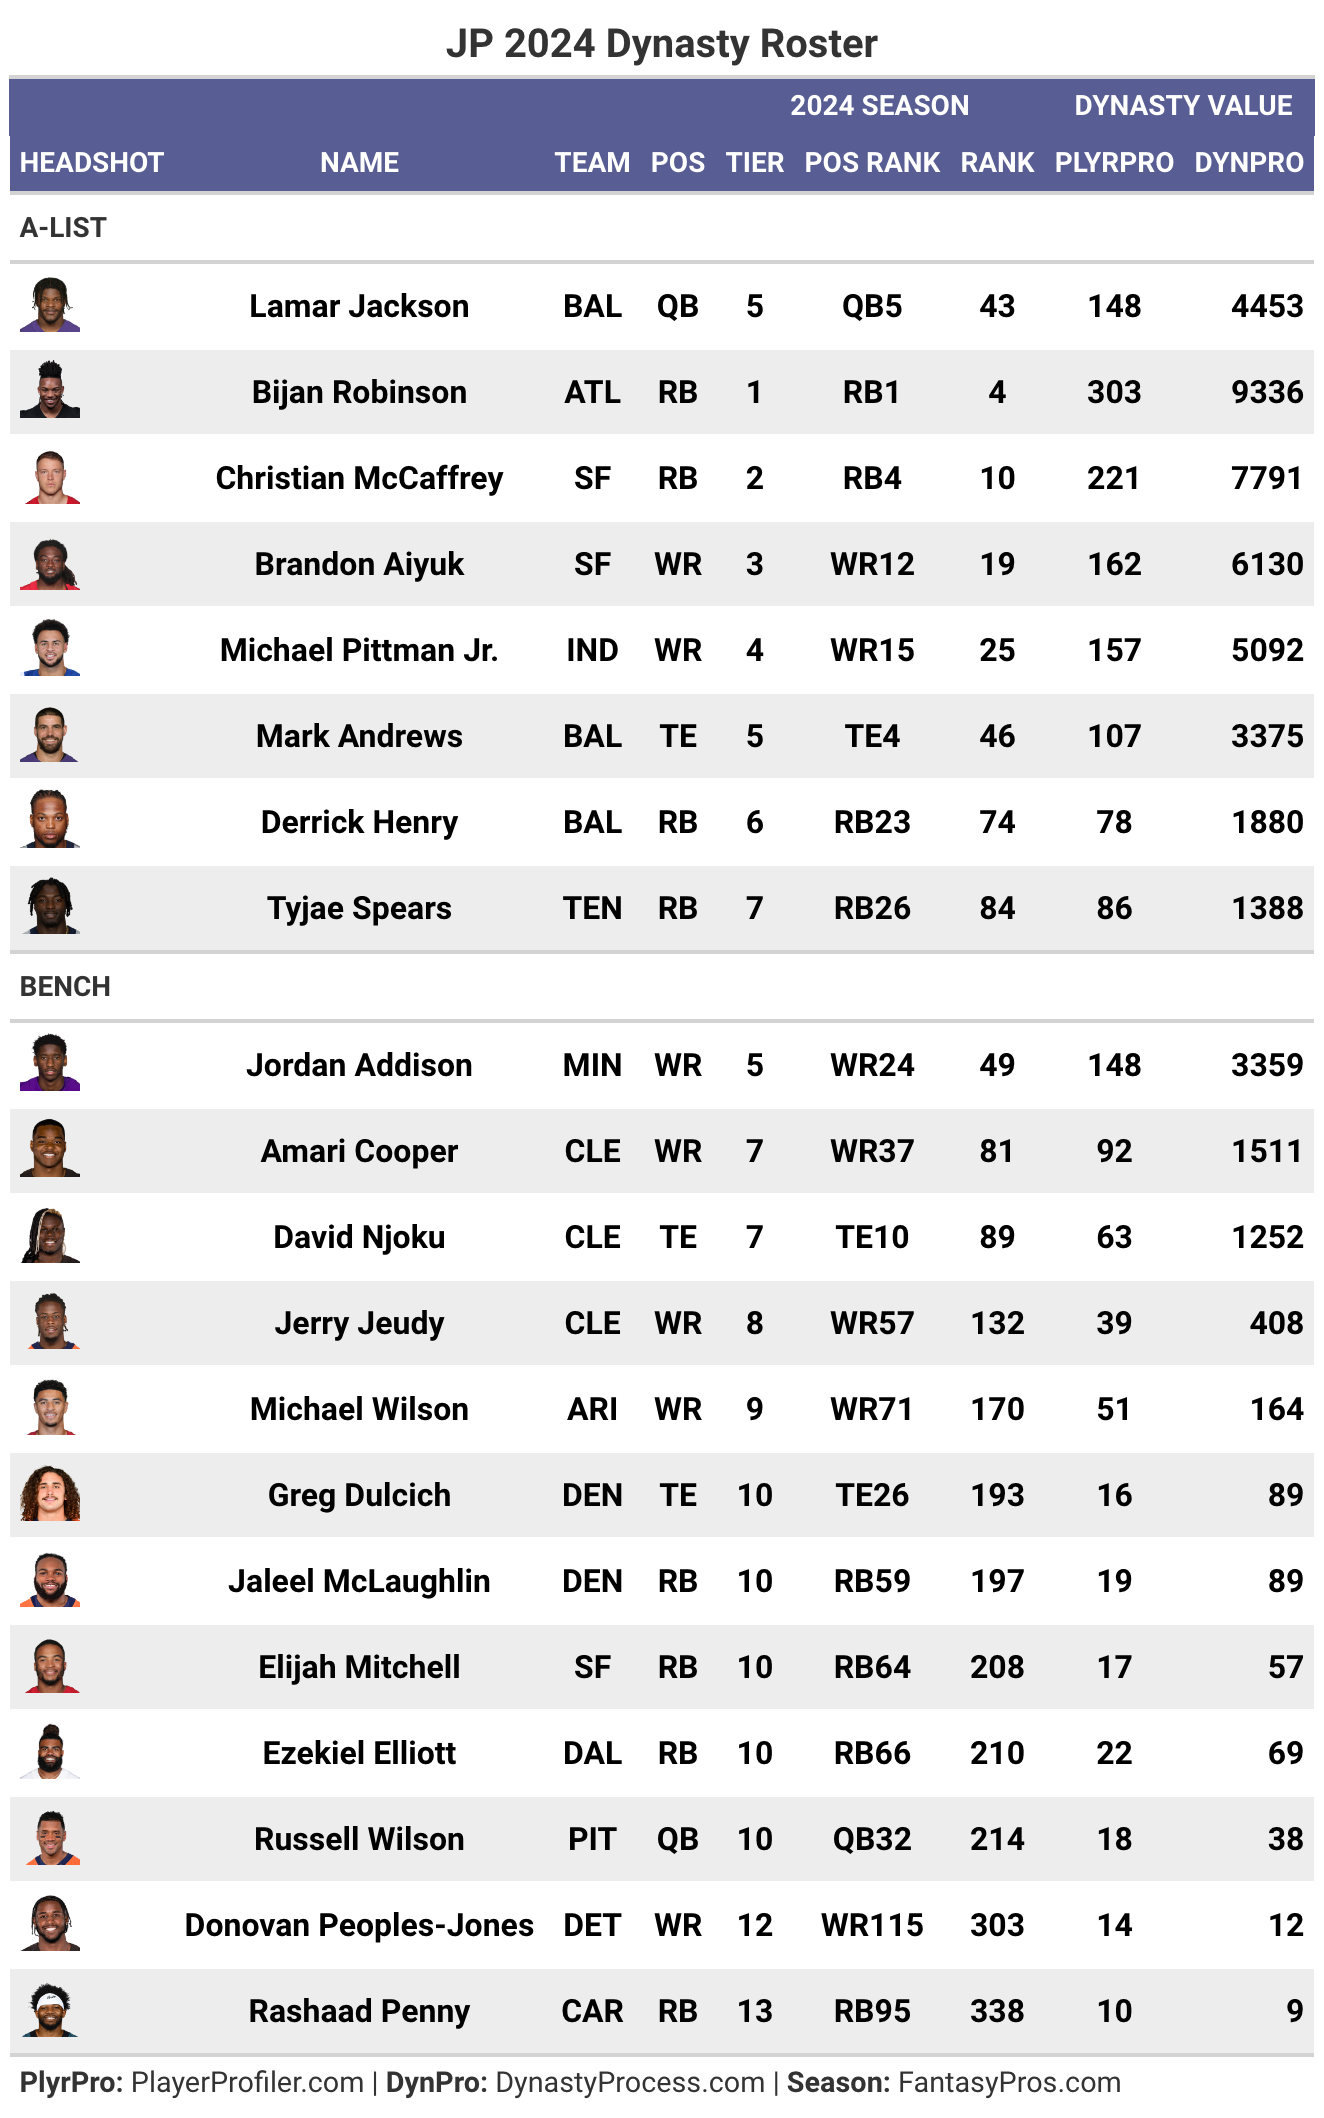 JP 2024 Dynasty Roster
2024 SEASON DYNASTY VALUE
HEADSHOT NAME TEAM POS TIER POS RANK RANK PLYRPRO DYNPRO
A-LIST
Lamar Jackson BAL QB 5 QB5 43 148 4453
Bijan Robinson ATL RB 1 RB1 4 303 9336
Christian McCaffrey SF RB 2 RB4 10 221 7791
Brandon Aiyuk SF WR 3 WR12 19 162 6130
Michael Pittman Jr. IND WR 4 WR15 25 157 5092
Mark Andrews BAL TE 5 TE4 46 107 3375
Derrick Henry BAL RB 6 RB23 74 78 1880
Tyjae Spears TEN RB 7 RB26 84 86 1388
BENCH
Jordan Addison MIN WR 5 WR24 49 148 3359
Amari Cooper CLE WR 7 WR37 81 92 1511
David Njoku CLE TE 7 TE10 89 63 1252
Jerry Jeudy CLE WR 8 WR57 132 39 408
Michael Wilson ARI WR 9 WR71 170 51 164
Greg Dulcich DEN TE 10 TE26 193 16 89
Jaleel McLaughlin DEN RB 10 RB59 197 19 89
Elijah Mitchell SF RB 10 RB64 208 17 57
Ezekiel Elliott DAL RB 10 RB66 210 22 69
Russell Wilson PIT QB 10 QB32 214 18 38
Donovan Peoples-Jones DET WR 12 WR115 303 14 12
Rashaad Penny CAR RB 13 RB95 338 10 9
PlyrPro: PlayerProfiler.com | DynPro: DynastyProcess.com | Season: FantasyPros.com